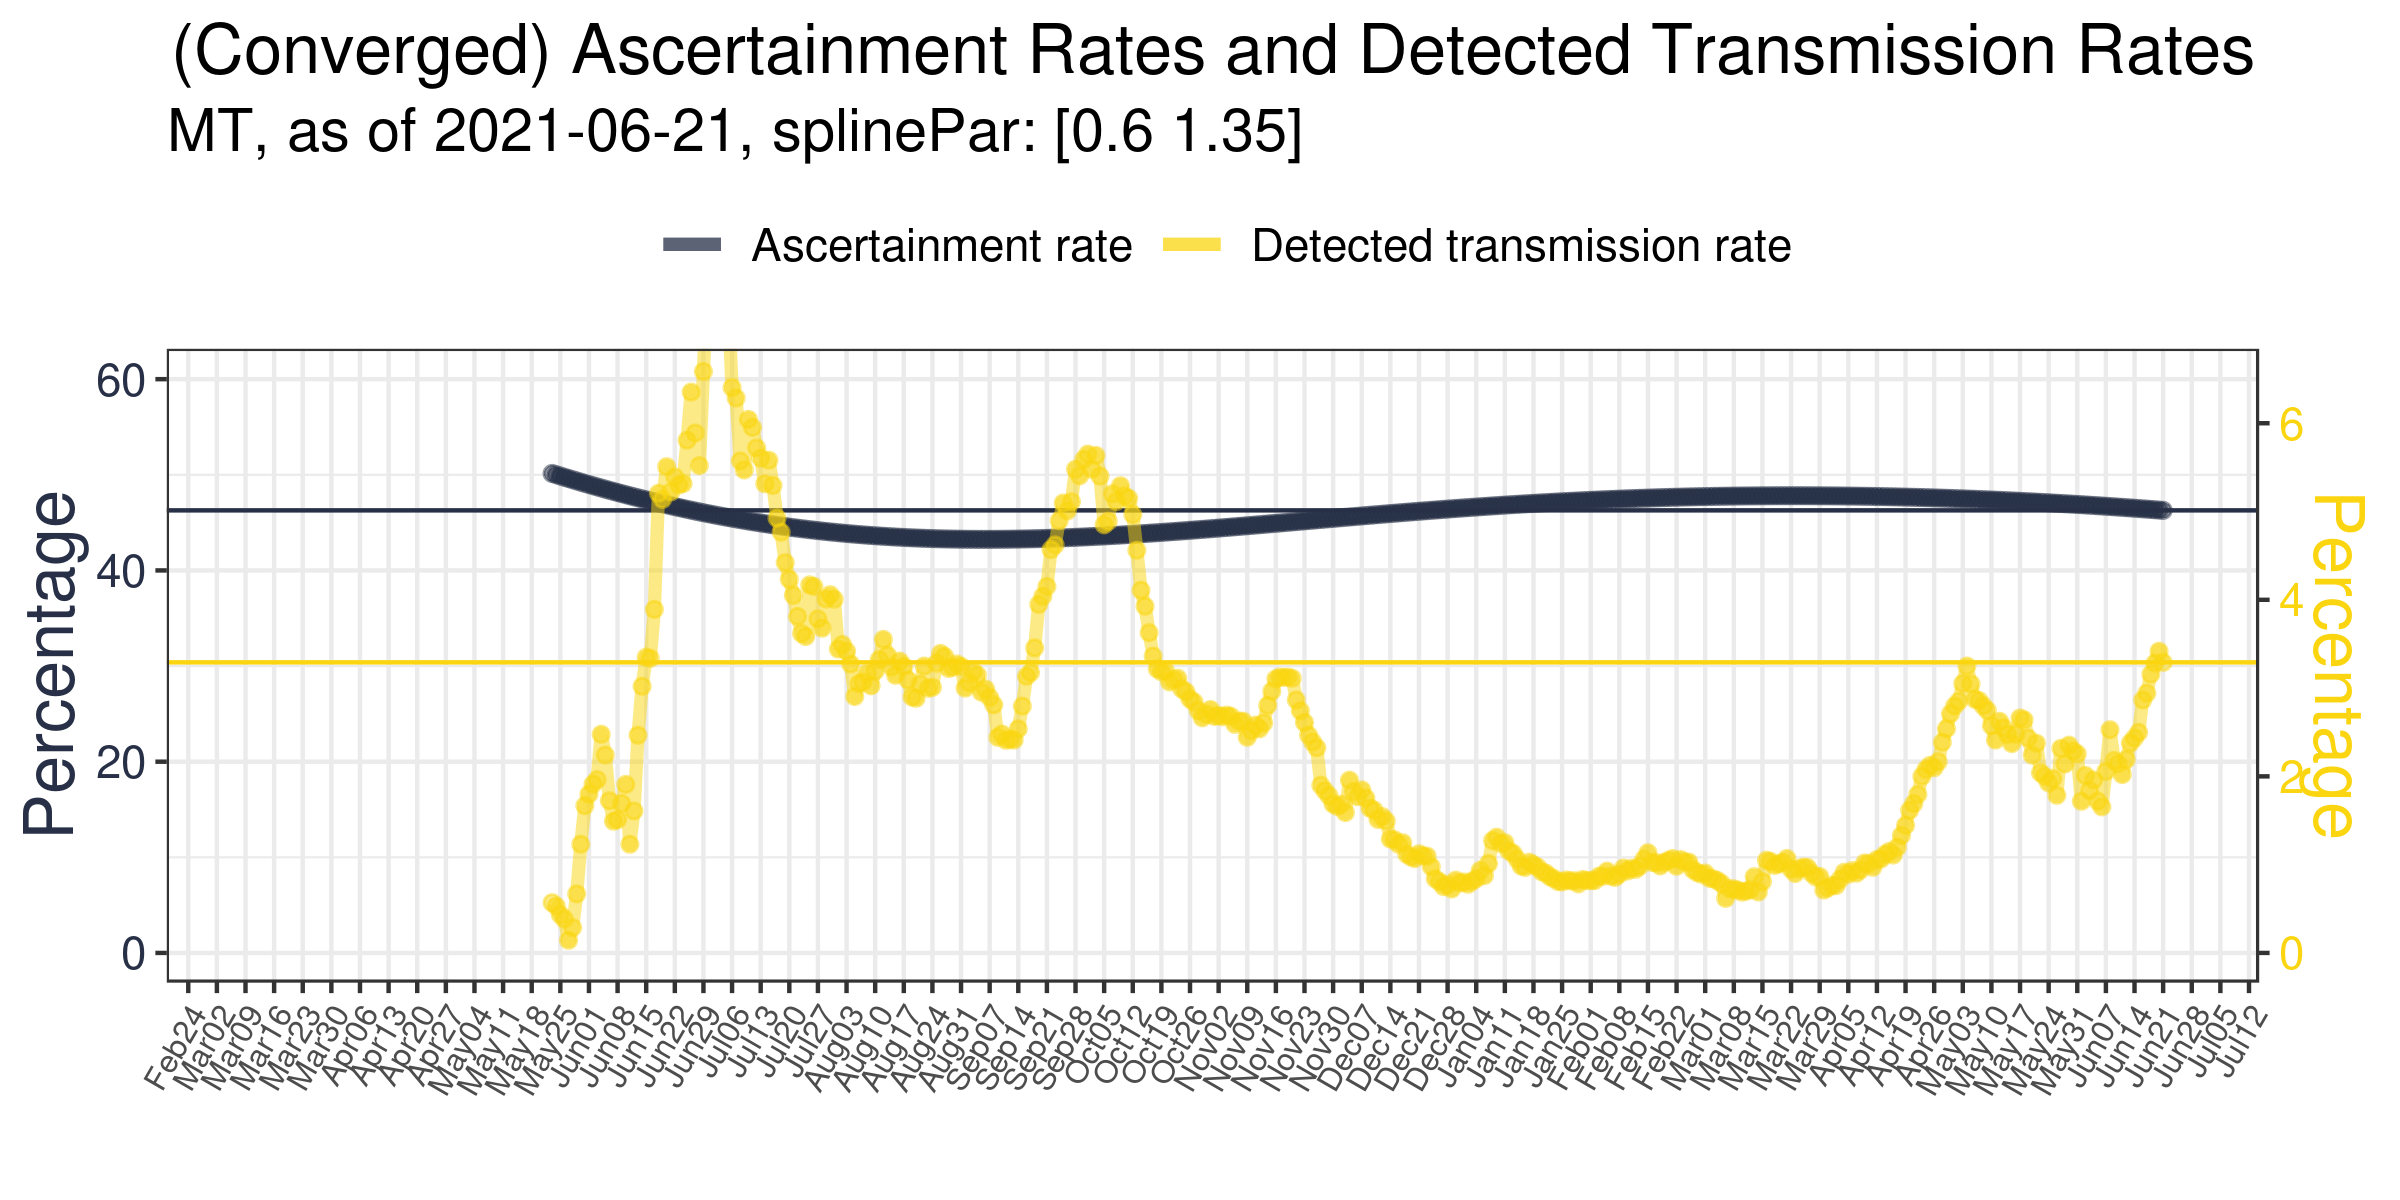 (Converged) Ascertainment Rates and Detected Transmission Rates
MT, as of 2021-06-21, splinePar: [0.6 1.35]
Ascertainment rate Detected transmission rate
Percentage
60
40
20
0
6
4
2
0
Percentage
Feb24 Mar02 Mar09 Mar16 Mar23 Mar30 Apr06 Apr13 Apr20 Apr27 May04 May11 May18 May25 Jun01 Jun08 Jun15 Jun22 Jun29 Jul06 Jul13 Jul20 Jul27 Aug03 Aug10 Aug17 Aug24 Aug31 Sep07 Sep14 Sep21 Sep28 Oct05 Oct12 Oct19 Oct26 Nov02 Nov09 Nov16 Nov23 Nov30 Dec07 Dec14 Dec21 Dec28 Jan04 Jan11 Jan18 Jan25 Feb01 Feb08 Feb15 Feb22 Mar01 Mar08 Mar15 Mar22 Mar29 Apr05 Apr12 Apr19 Apr26 May03 May10 May17 May24 May31 Jun07 Jun14 Jun21 Jun28 Jul05 Jul12